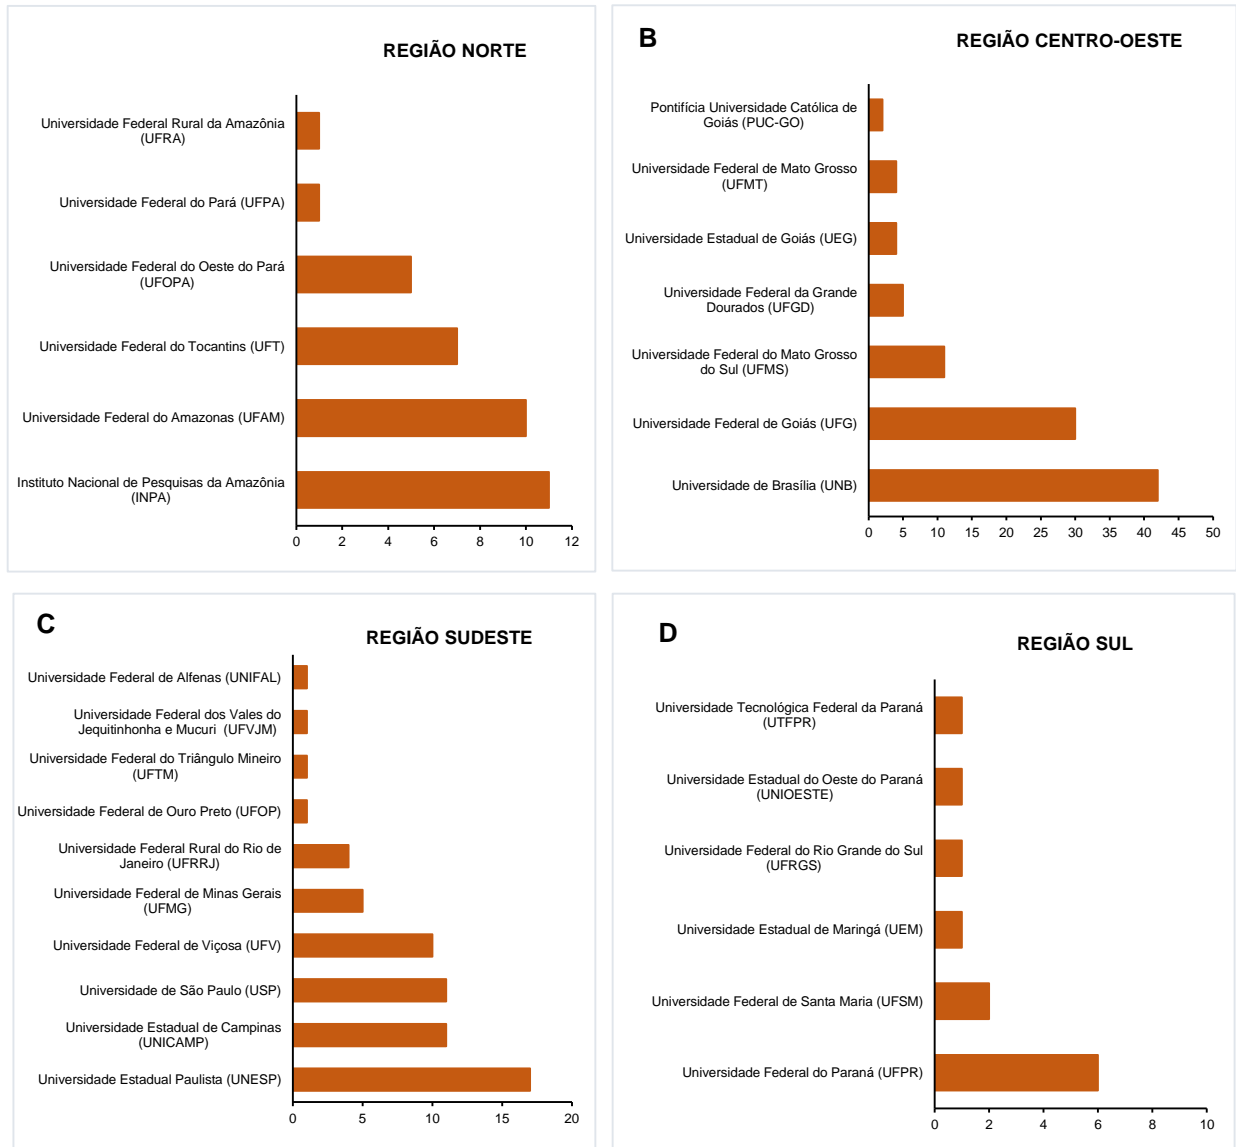 REGIÃO NORTE
Universidade Federal Rural da Amazônia
(UFRA)
Universidade Federal do Pará (UFPA)
Universidade Federal do Oeste do Pará
(UFOPA)
Universidade Federal do Tocantins (UFT)
Universidade Federal do Amazonas (UFAM)
Instituto Nacional de Pesquisas da Amazônia
(INPA)
0 2 4 6 8 10 12
B
REGIÃO CENTRO-OESTE
Pontifícia Universidade Católica de
Goiás (PUC-GO)
Universidade Federal de Mato Grosso
(UFMT)
Universidade Estadual de Goiás (UEG)
Universidade Federal da Grande
Dourados (UFGD)
Universidade Federal do Mato Grosso
do Sul (UFMS)
Universidade Federal de Goiás (UFG)
Universidade de Brasília (UNB)
0 5 10 15 20 25 30 35 40 45 50
C
REGIÃO SUDESTE
Universidade Federal de Alfenas (UNIFAL)
Universidade Federal dos Vales do
Jequitinhonha e Mucuri (UFVJM)
Universidade Federal do Triângulo Mineiro
(UFTM)
Universidade Federal de Ouro Preto (UFOP)
Universidade Federal Rural do Rio de
Janeiro (UFRRJ)
Universidade Federal de Minas Gerais
(UFMG)
Universidade Federal de Viçosa (UFV)
Universidade de São Paulo (USP)
Universidade Estadual de Campinas
(UNICAMP)
Universidade Estadual Paulista (UNESP)
0 5 10 15 20
D
REGIÃO SUL
Universidade Tecnológica Federal da Paraná
(UTFPR)
Universidade Estadual do Oeste do Paraná
(UNIOESTE)
Universidade Federal do Rio Grande do Sul
(UFRGS)
Universidade Estadual de Maringá (UEM)
Universidade Federal de Santa Maria (UFSM)
Universidade Federal do Paraná (UFPR)
0 2 4 6 8 10